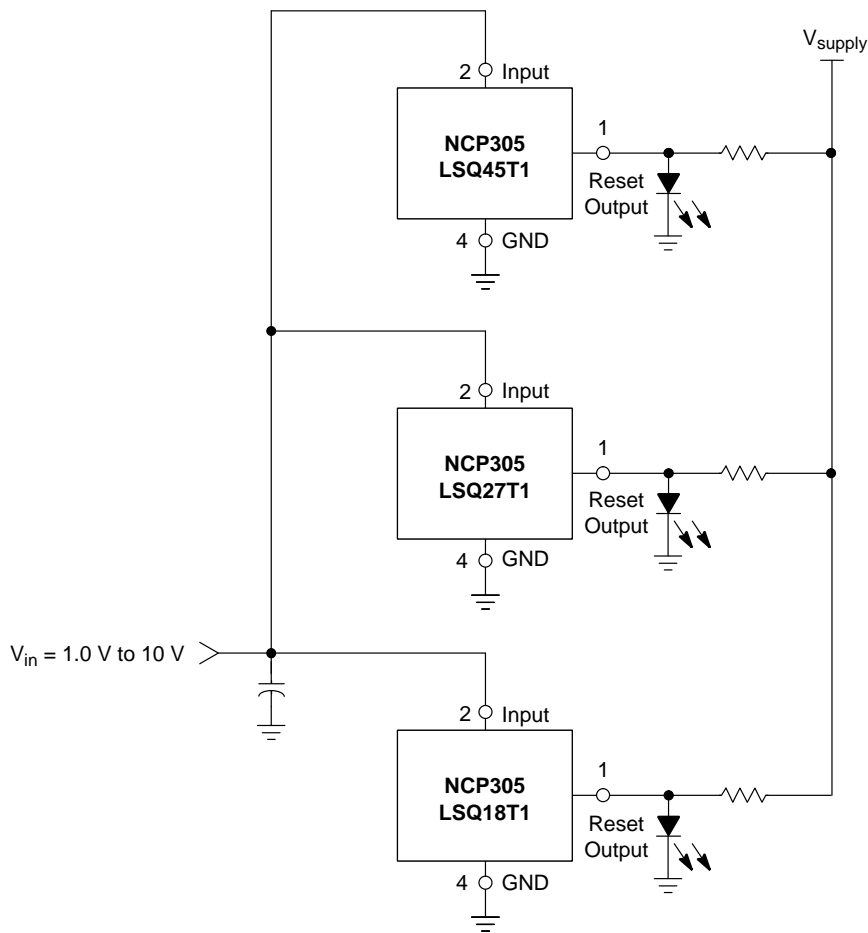 V_supply
2 Input
NCP305
LSQ45T1
1
Reset
Output
4 GND
2 Input
NCP305
LSQ27T1
1
Reset
Output
4 GND
V_in = 1.0 V to 10 V
2 Input
NCP305
LSQ18T1
1
Reset
Output
4 GND